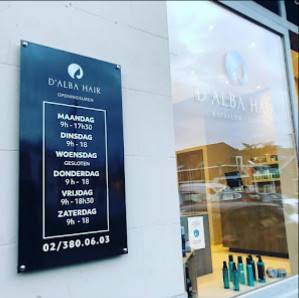 D'ALBA HAIR
OPENINGSUREN
MAANDAG
9h - 17h30
DINSDAG
9h - 18
WOENSDAG
GESLOTEN
DONDERDAG
9h - 18
VRIJDAG
9h - 18h30
ZATERDAG
9h - 18
02/380.06.03
D'ALBA HAIR